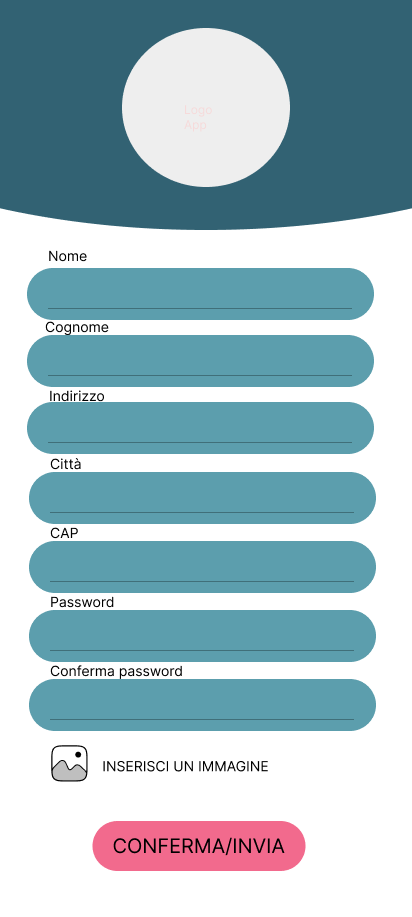 Logo
App
Nome
Cognome
Indirizzo
Città
CAP
Password
Conferma password
INSERISCI UN IMMAGINE
CONFERMA/INVIA